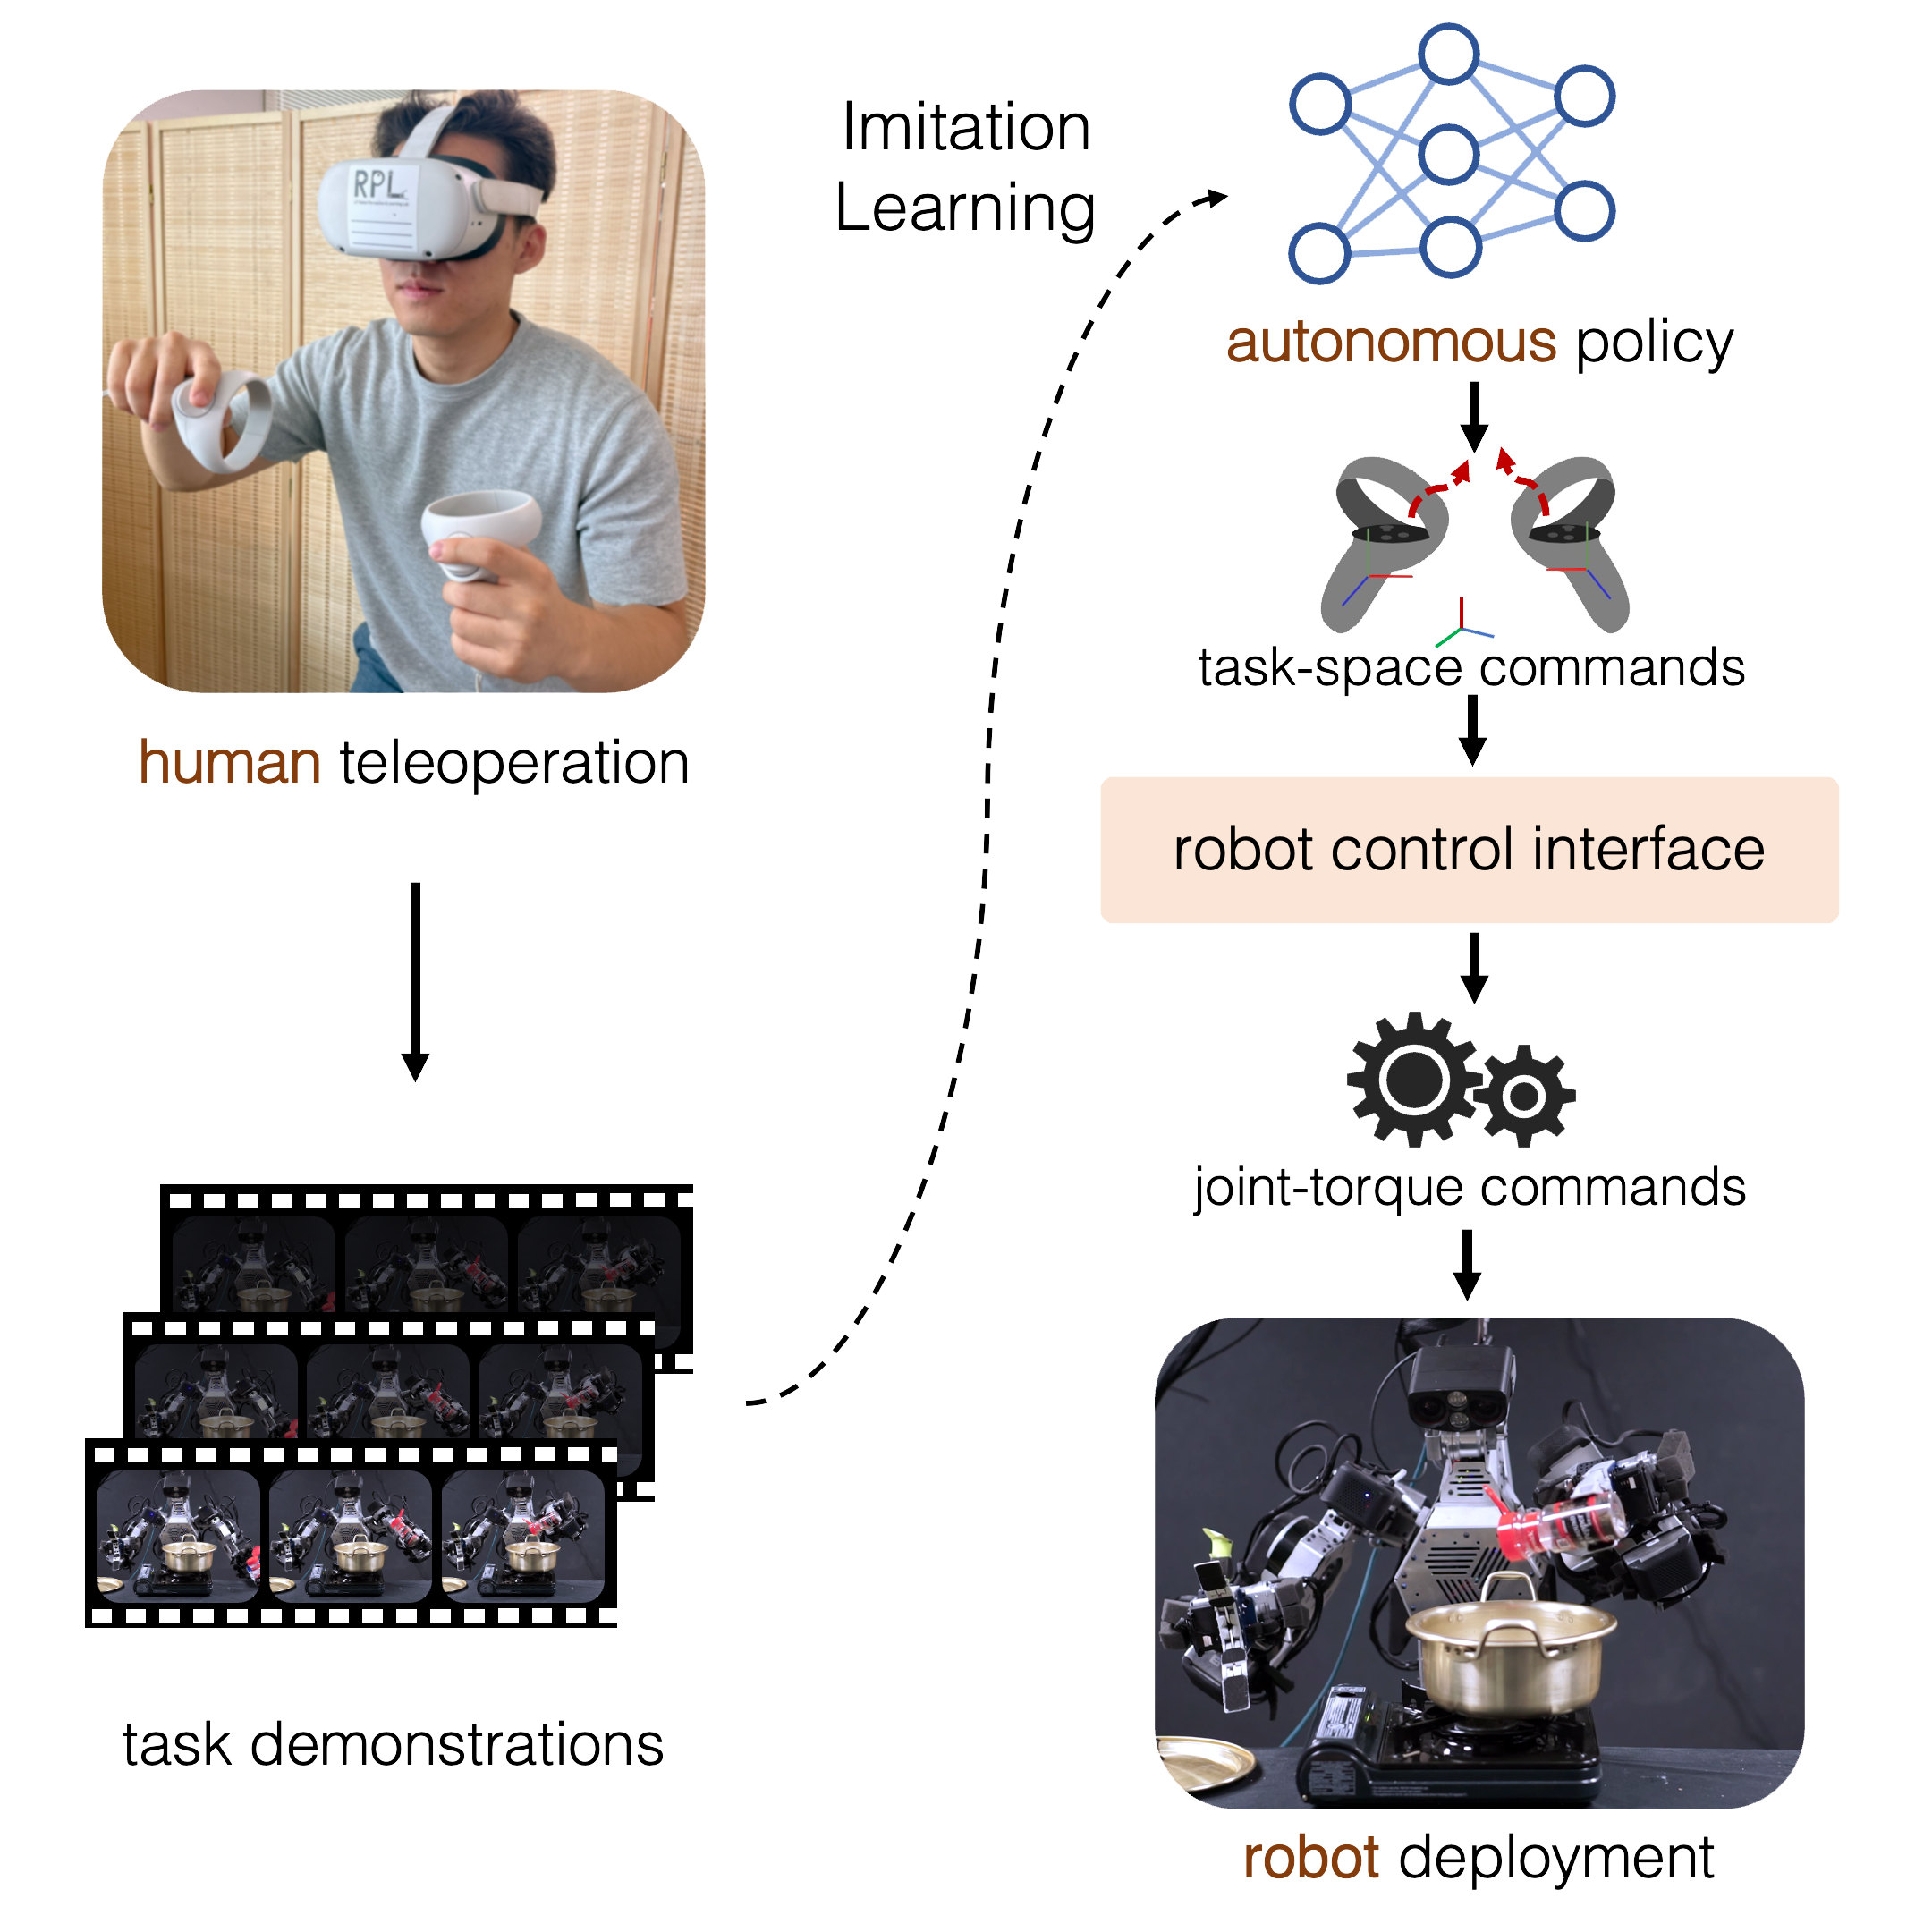 RPL
human teleoperation
task demonstrations
Imitation
Learning
autonomous policy
task-space commands
robot control interface
joint-torque commands
robot deployment